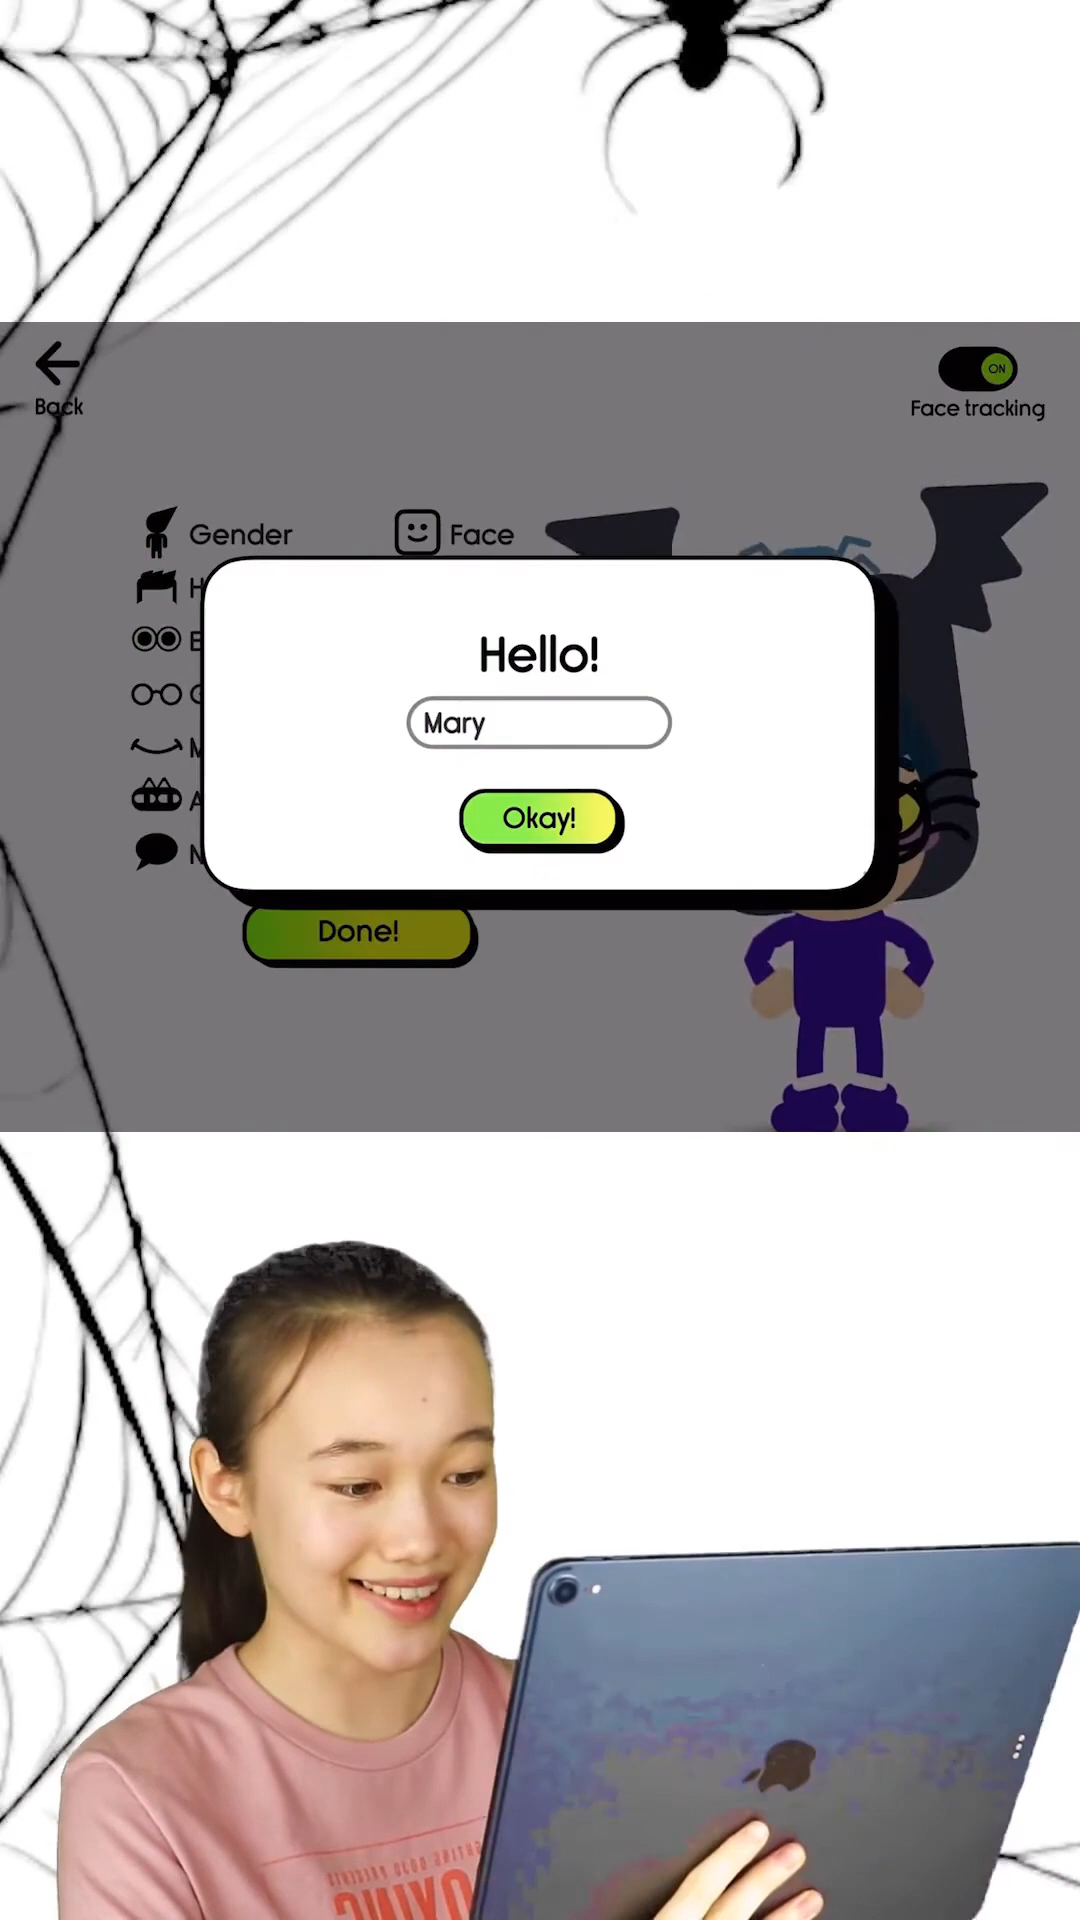 Back
ON
Face tracking
Gender
Face
H
E
G
M
A
N
Hello!
Mary
Okay!
Done!